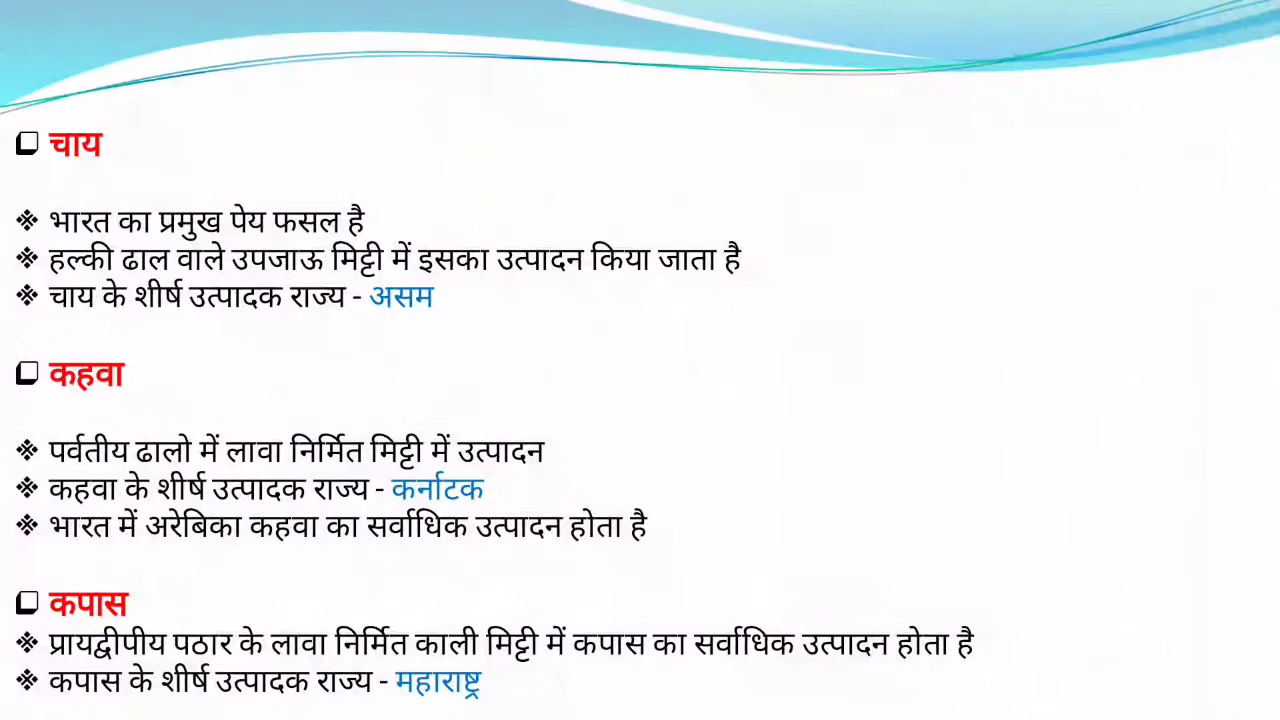 ❑ चाय
❖ भारत का प्रमुख पेय फसल है
❖ हल्की ढाल वाले उपजाऊ मिट्टी में इसका उत्पादन किया जाता है
❖ चाय के शीर्ष उत्पादक राज्य - असम
❑ कहवा
❖ पर्वतीय ढालो में लावा निर्मित मिट्टी में उत्पादन
❖ कहवा के शीर्ष उत्पादक राज्य - कर्नाटक
❖ भारत में अरेबिका कहवा का सर्वाधिक उत्पादन होता है
❑ कपास
❖ प्रायद्वीपीय पठार के लावा निर्मित काली मिट्टी में कपास का सर्वाधिक उत्पादन होता है
❖ कपास के शीर्ष उत्पादक राज्य - महाराष्ट्र